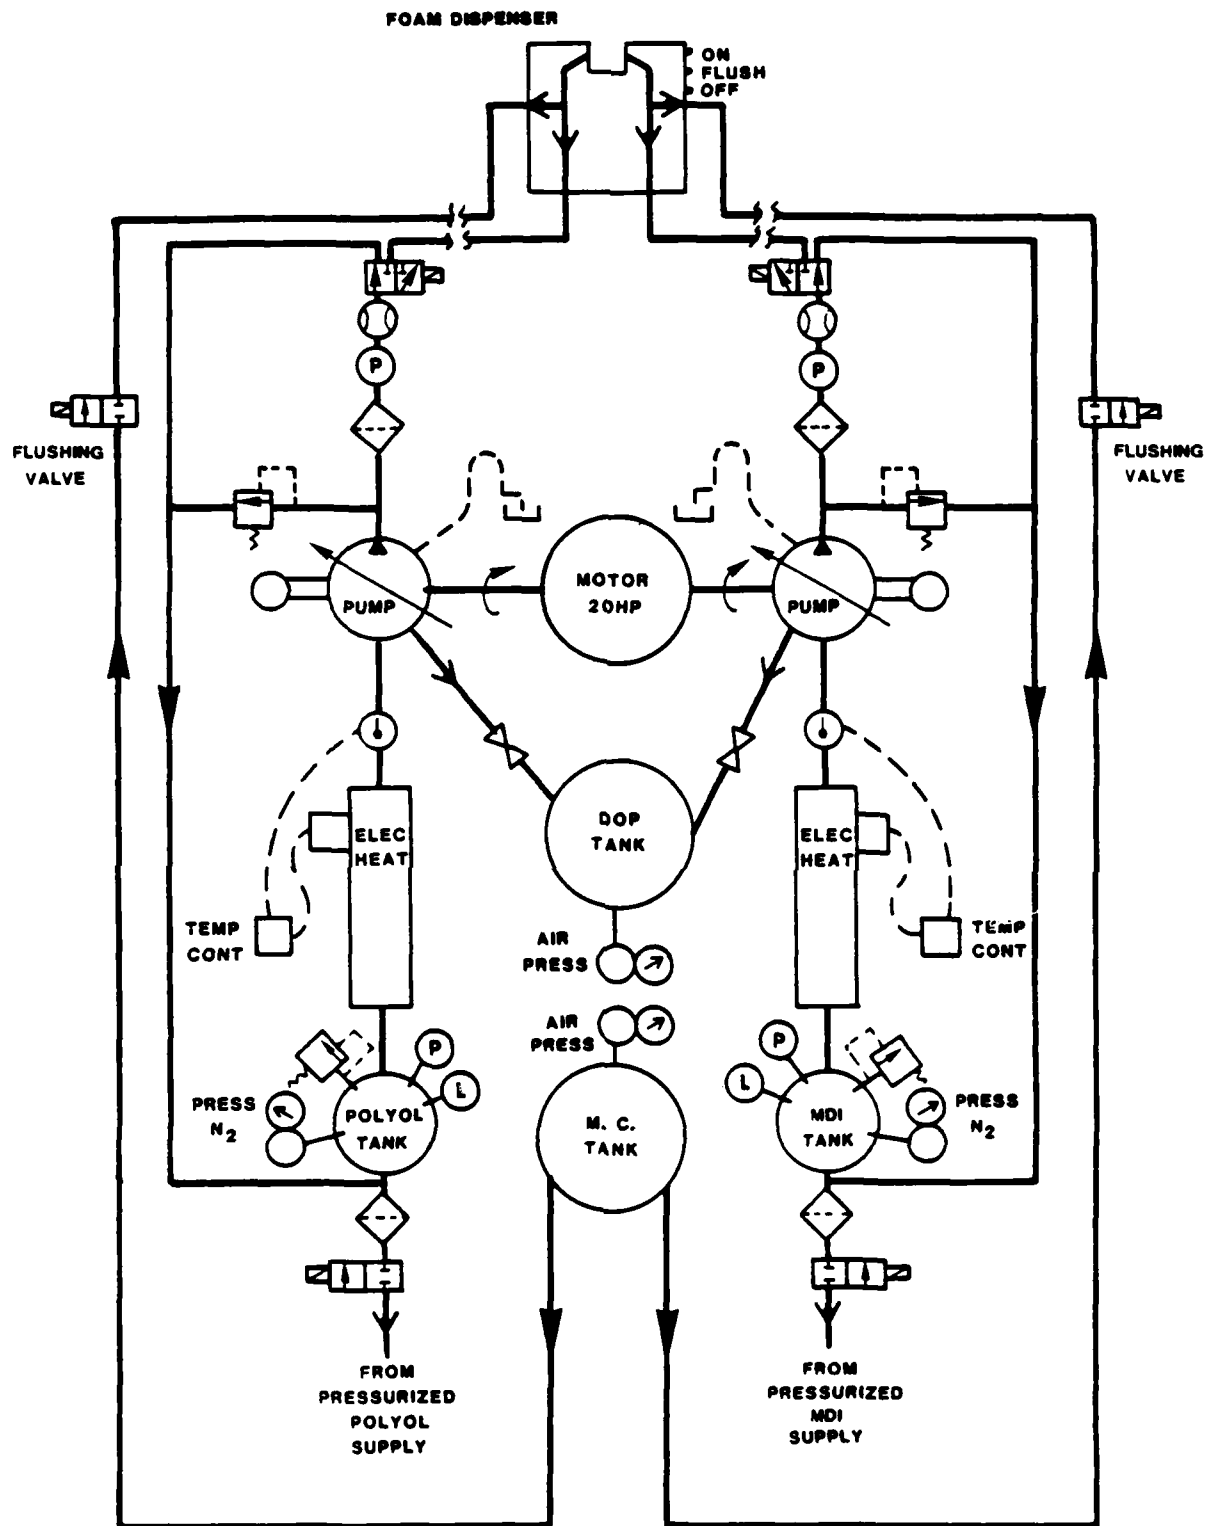 FOAM DISPENSER
ON
FLUSH
OFF
P
P
FLUSHING
VALVE
FLUSHING
VALVE
PUMP
MOTOR
20HP
PUMP
ELEC
HEAT
DOP
TANK
ELEC
HEAT
TEMP
CONT
AIR
PRESS
TEMP
CONT
AIR
PRESS
P
L
P
L
PRESS
N2
POLYOL
TANK
M. C.
TANK
MDI
TANK
PRESS
N2
FROM
PRESSURIZED
POLYOL
SUPPLY
FROM
PRESSURIZED
MDI
SUPPLY